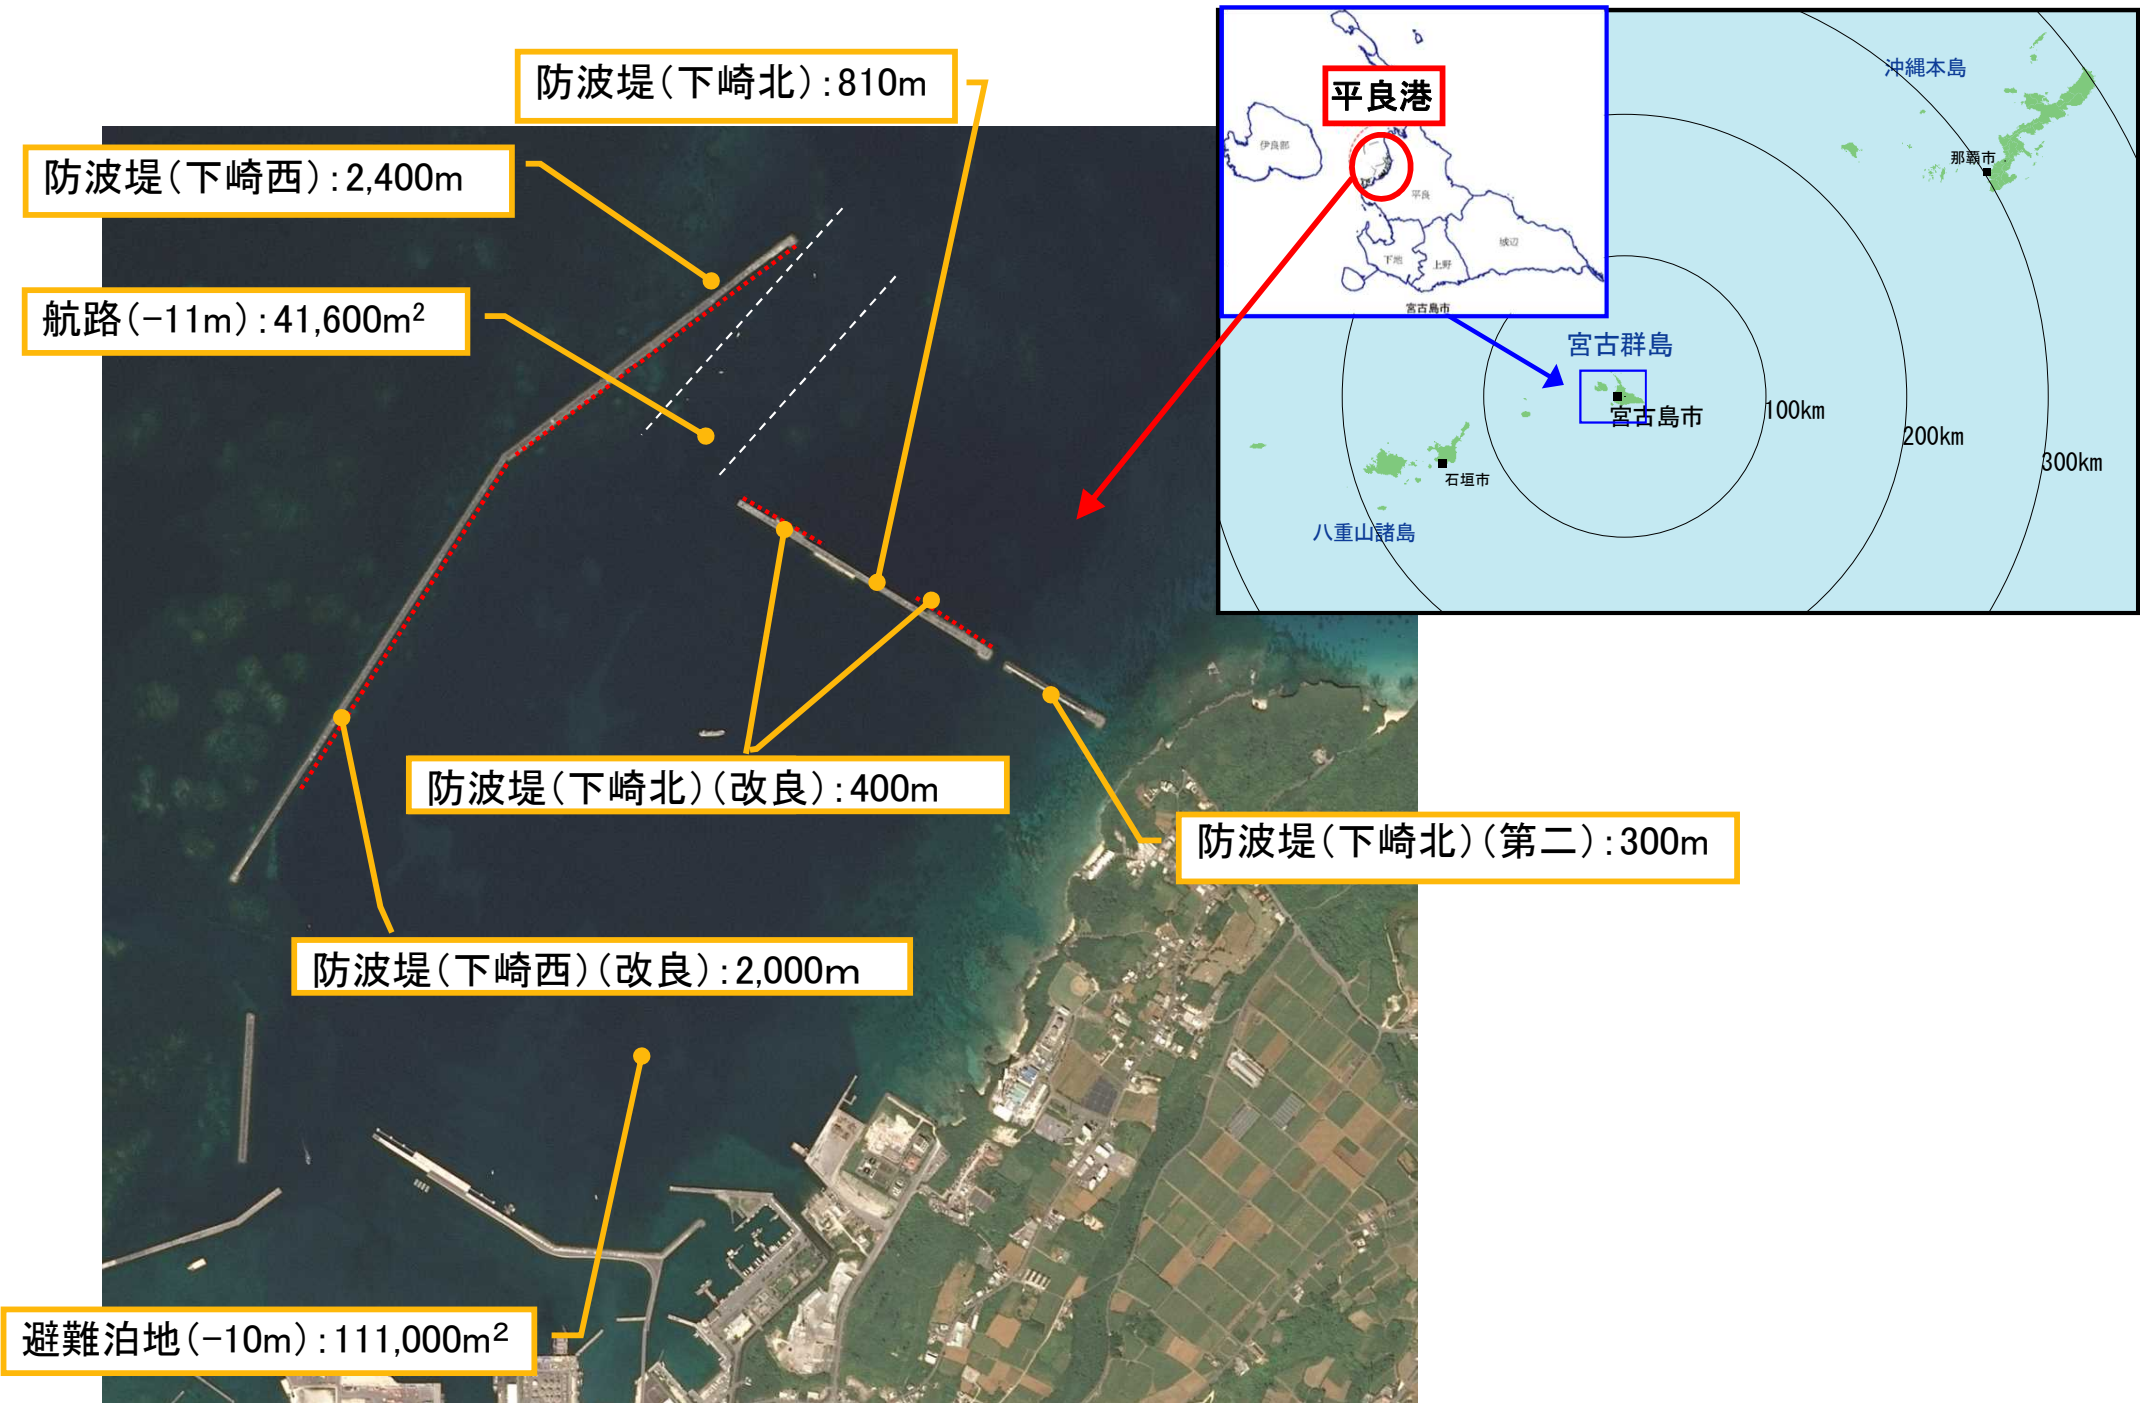 防波堤(下崎北):810m
防波堤(下崎西):2,400m
航路(-11m):41,600m²
防波堤(下崎北)(改良):400m
防波堤(下崎北)(第二):300m
防波堤(下崎西)(改良):2,000m
避難泊地(-10m):111,000m²
平良港
伊良部
平良
城辺
下地
上野
宮古島市
沖縄本島
那覇市
宮古群島
宮古島市
100km
200km
300km
石垣市
八重山諸島